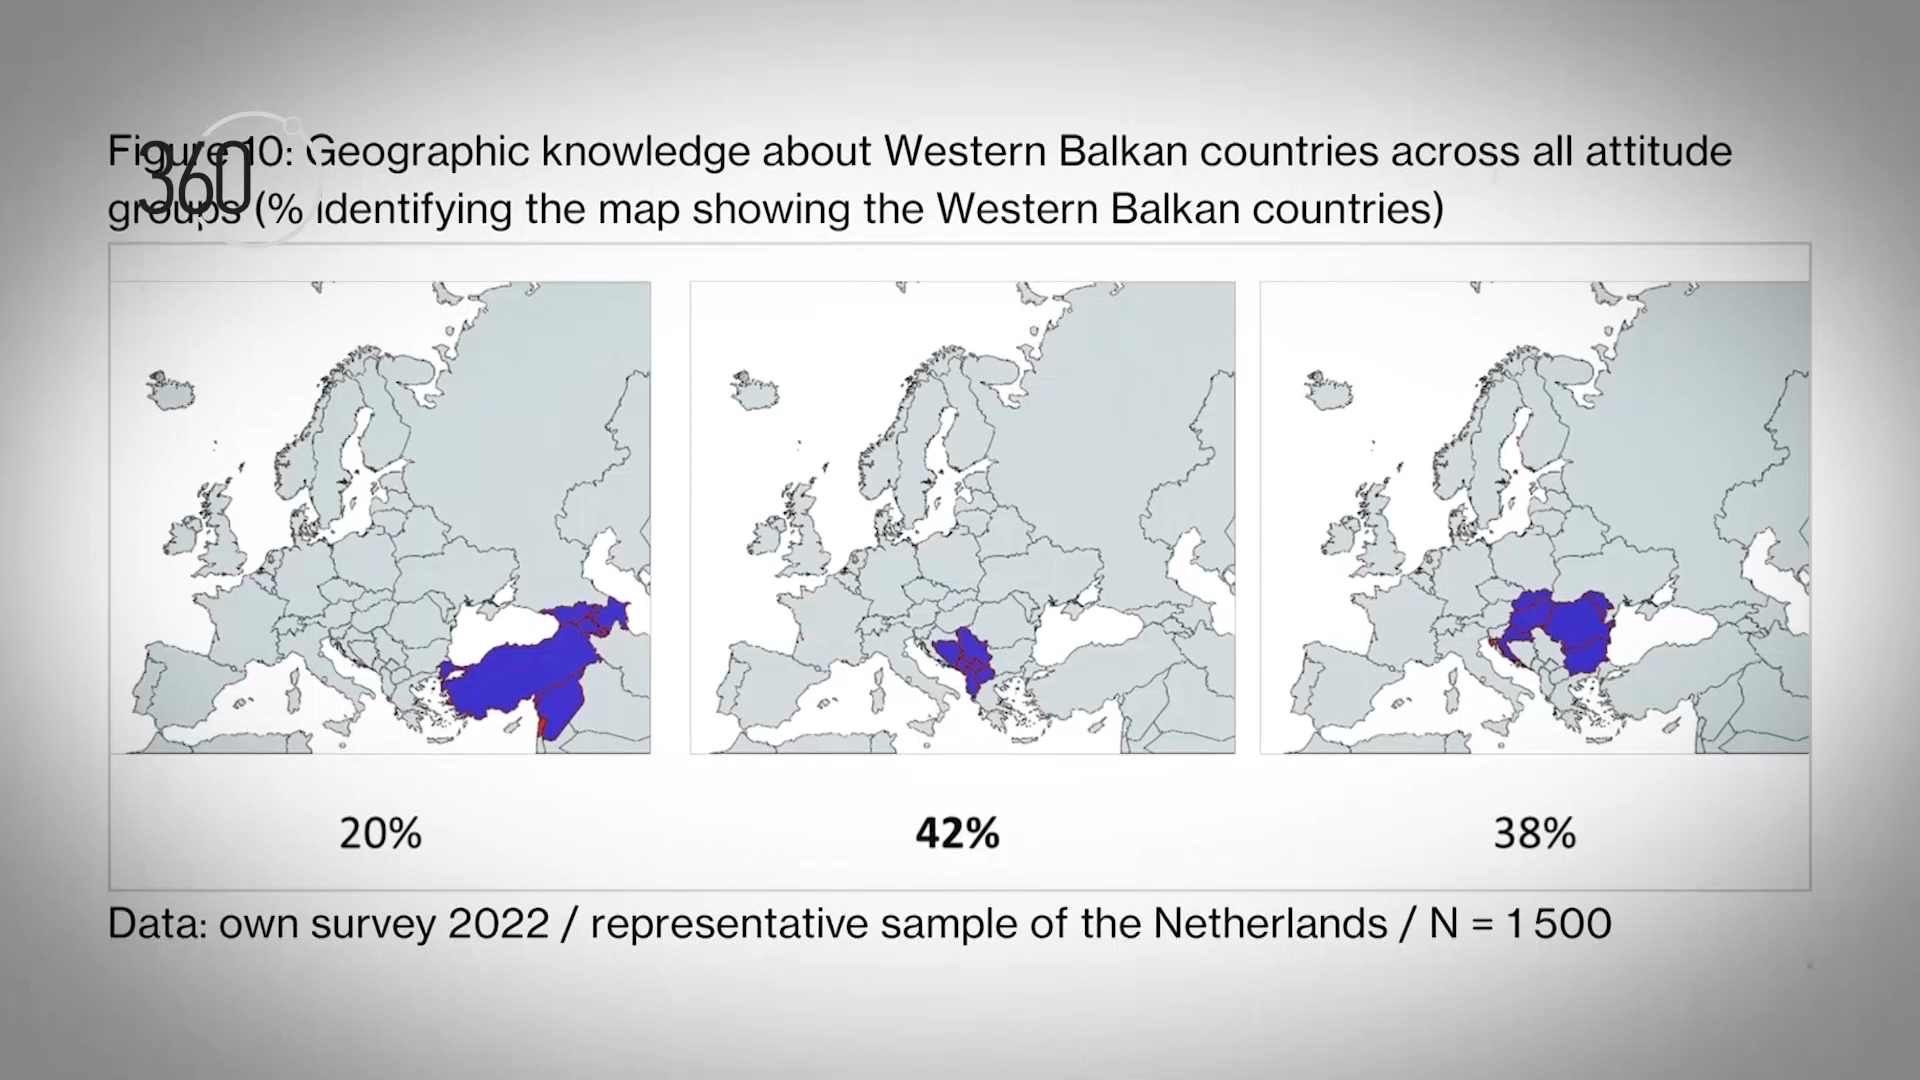 Figure 10: Geographic knowledge about Western Balkan countries across all attitude
groups (% identifying the map showing the Western Balkan countries)
360
20%
42%
38%
Data: own survey 2022 / representative sample of the Netherlands / N = 1 500